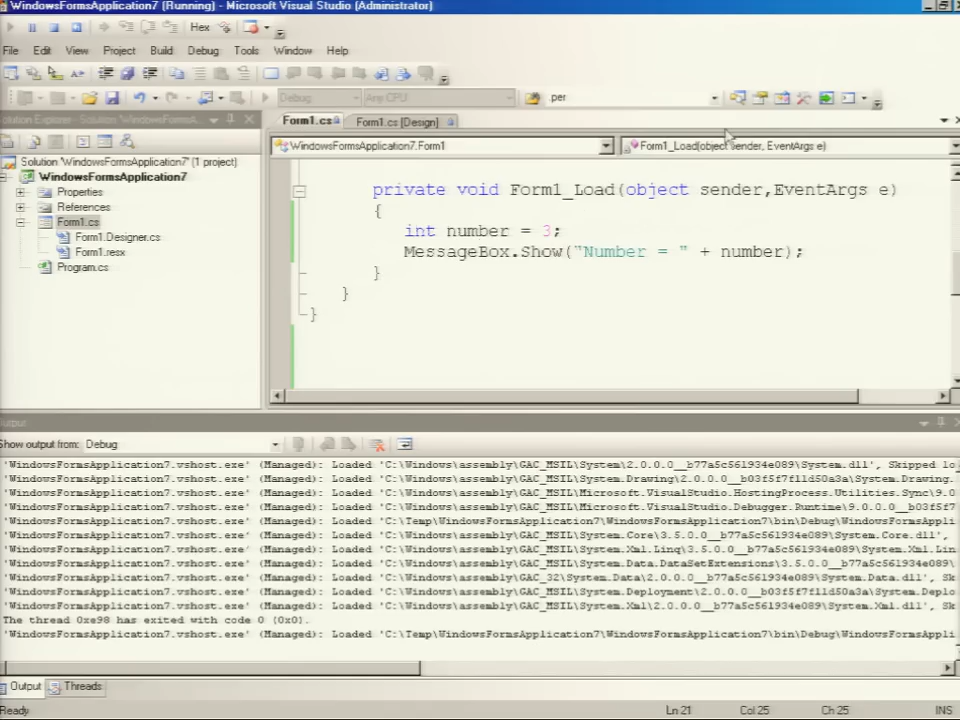 WindowsFormsApplication7 (Running) - Microsoft Visual Studio (Administrator)
Hex
File Edit View Project Build Debug Tools Window Help
Debug Any CPU per
Solution 'WindowsFormsA...
Form1.cs Form1.cs [Design]
WindowsFormsApplication7.Form1 Form1_Load(object sender, EventArgs e)
Solution 'WindowsFormsApplication7' (1 project)
WindowsFormsApplication7
Properties
References
Form1.cs
Form1.Designer.cs
Form1.resx
Program.cs
private void Form1_Load(object sender,EventArgs e)
{
int number = 3;
MessageBox.Show("Number = " + number);
}
}
}
Show output from: Debug
'WindowsFormsApplication7.vshost.exe' (Managed): Loaded 'C:\Windows\assembly\GAC_MSIL\System\2.0.0.0__b77a5c561934e089\System.dll', Skipped lo
'WindowsFormsApplication7.vshost.exe' (Managed): Loaded 'C:\Windows\assembly\GAC_MSIL\System.Drawing\2.0.0.0__b03f5f7f11d50a3a\System.Drawing.
'WindowsFormsApplication7.vshost.exe' (Managed): Loaded 'C:\Windows\assembly\GAC_MSIL\Microsoft.VisualStudio.HostingProcess.Utilities.Sync\9.0
'WindowsFormsApplication7.vshost.exe' (Managed): Loaded 'C:\Windows\assembly\GAC_MSIL\Microsoft.VisualStudio.Debugger.Runtime\9.0.0.0__b03f5f7
'WindowsFormsApplication7.vshost.exe' (Managed): Loaded 'C:\Temp\WindowsFormsApplication7\WindowsFormsApplication7\bin\Debug\WindowsFormsAppli
'WindowsFormsApplication7.vshost.exe' (Managed): Loaded 'C:\Windows\assembly\GAC_MSIL\System.Core\3.5.0.0__b77a5c561934e089\System.Core.dll',
'WindowsFormsApplication7.vshost.exe' (Managed): Loaded 'C:\Windows\assembly\GAC_MSIL\System.Xml.Linq\3.5.0.0__b77a5c561934e089\System.Xml.Lin
'WindowsFormsApplication7.vshost.exe' (Managed): Loaded 'C:\Windows\assembly\GAC_MSIL\System.Data.DataSetExtensions\3.5.0.0__b77a5c561934e089\
'WindowsFormsApplication7.vshost.exe' (Managed): Loaded 'C:\Windows\assembly\GAC_32\System.Data\2.0.0.0__b77a5c561934e089\System.Data.dll', Sk
'WindowsFormsApplication7.vshost.exe' (Managed): Loaded 'C:\Windows\assembly\GAC_MSIL\System.Deployment\2.0.0.0__b03f5f7f11d50a3a\System.Deplo
'WindowsFormsApplication7.vshost.exe' (Managed): Loaded 'C:\Windows\assembly\GAC_MSIL\System.Xml\2.0.0.0__b77a5c561934e089\System.Xml.dll', Sk
The thread 0xe98 has exited with code 0 (0x0).
'WindowsFormsApplication7.vshost.exe' (Managed): Loaded 'C:\Temp\WindowsFormsApplication7\WindowsFormsApplication7\bin\Debug\WindowsFormsAppli
Output Threads
Ready Ln 21 Col 25 Ch 25 INS